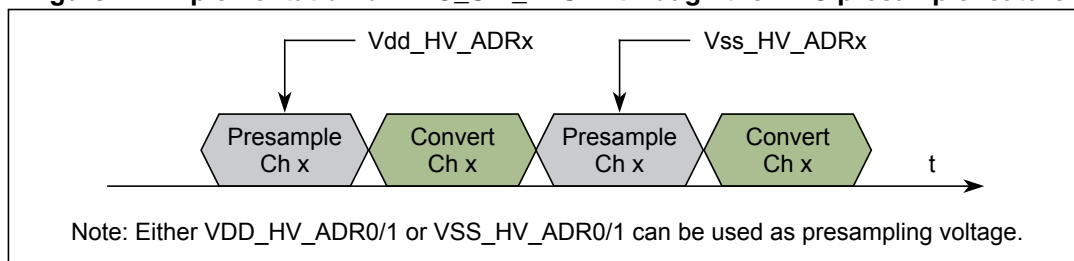 Vdd_HV_ADRx
Vss_HV_ADRx
Presample
Ch x
Convert
Ch x
Presample
Ch x
Convert
Ch x
t
Note: Either VDD_HV_ADR0/1 or VSS_HV_ADR0/1 can be used as presampling voltage.